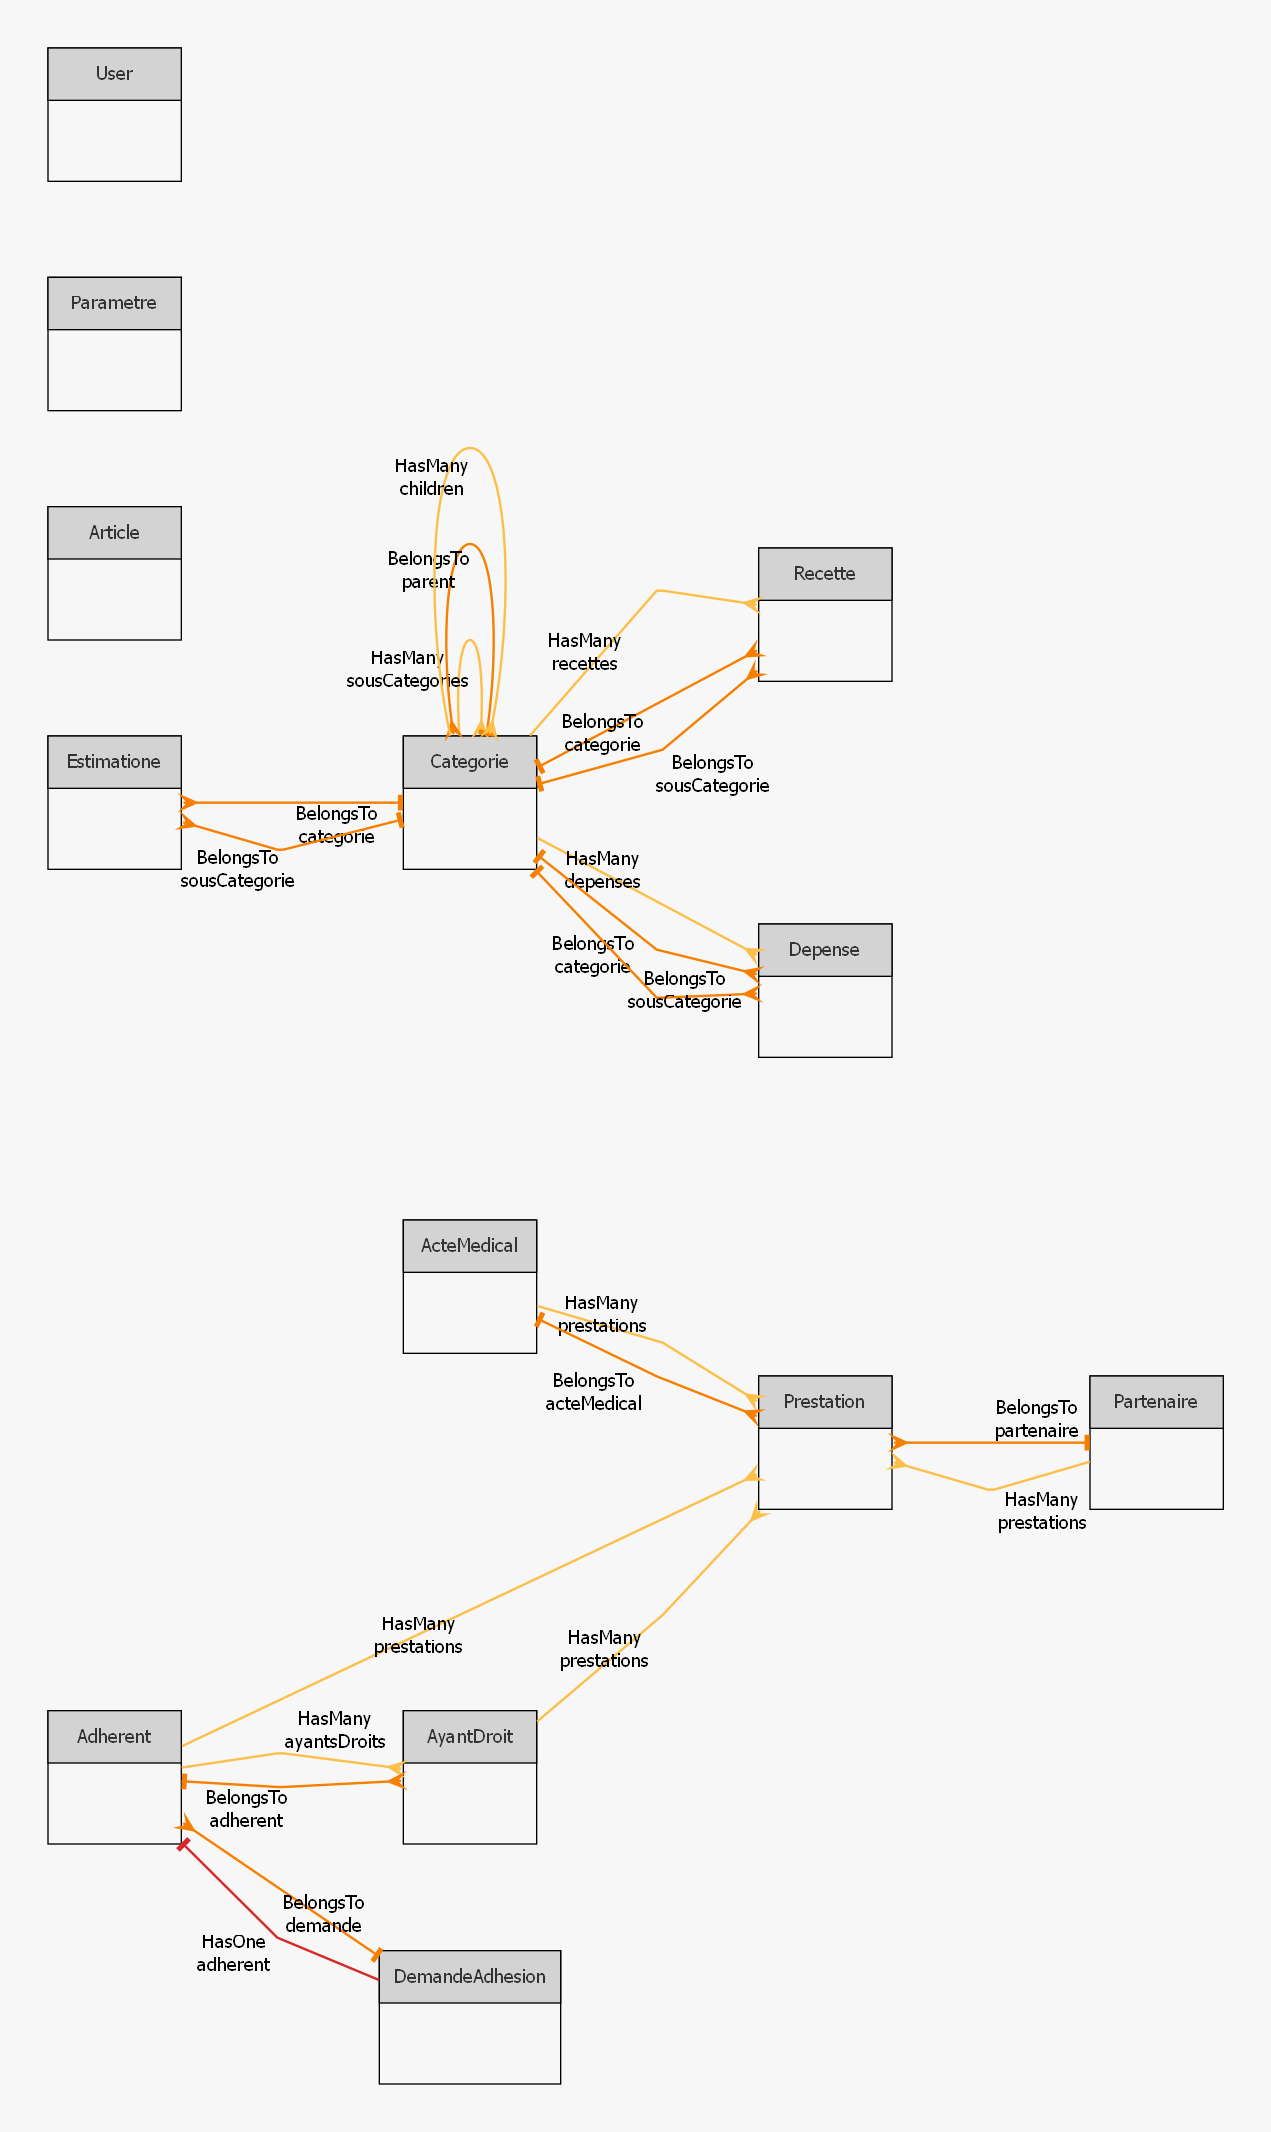 User
Parametre
HasMany
children
Article
BelongsTo
parent
Recette
HasMany
recettes
HasMany
sousCategories
BelongsTo
categorie
Estimatione
Categorie
BelongsTo
sousCategorie
BelongsTo
categorie
BelongsTo
sousCategorie
HasMany
depenses
BelongsTo
categorie
Depense
BelongsTo
sousCategorie
ActeMedical
HasMany
prestations
BelongsTo
acteMedical
Prestation
BelongsTo
partenaire
Partenaire
HasMany
prestations
HasMany
prestations
HasMany
prestations
Adherent
HasMany
ayantsDroits
AyantDroit
BelongsTo
adherent
BelongsTo
demande
HasOne
adherent
DemandeAdhesion